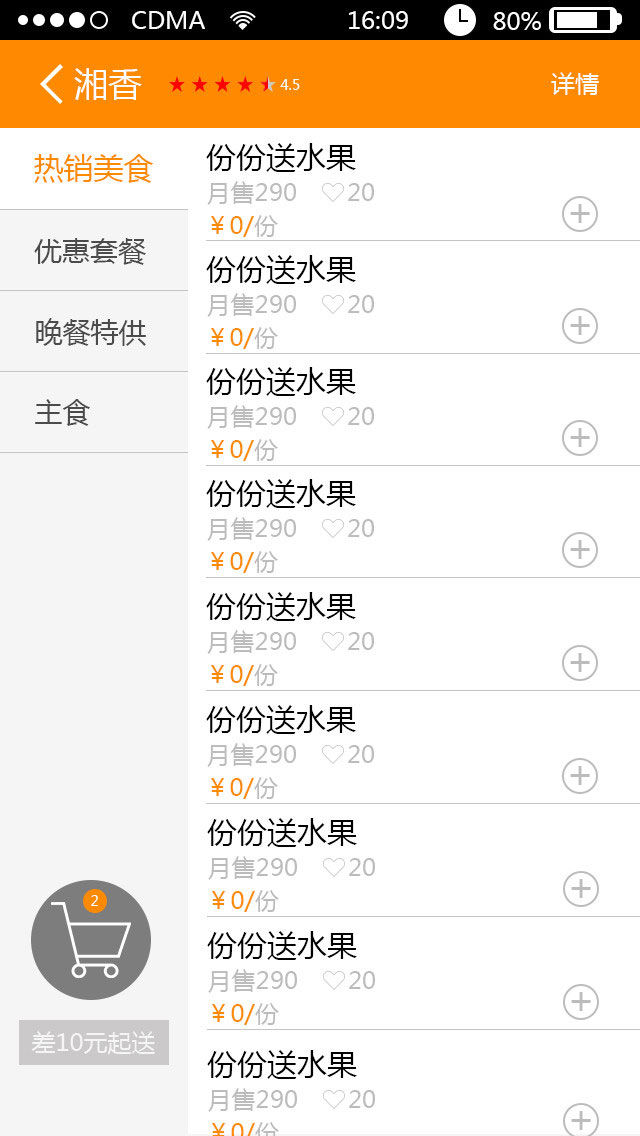 CDMA 16:09 80%
湘香 4.5 详情
热销美食
优惠套餐
晚餐特供
主食
2
差10元起送
份份送水果
月售290 ♡20
¥0/份
份份送水果
月售290 ♡20
¥0/份
份份送水果
月售290 ♡20
¥0/份
份份送水果
月售290 ♡20
¥0/份
份份送水果
月售290 ♡20
¥0/份
份份送水果
月售290 ♡20
¥0/份
份份送水果
月售290 ♡20
¥0/份
份份送水果
月售290 ♡20
¥0/份
份份送水果
月售290 ♡20
¥0/份